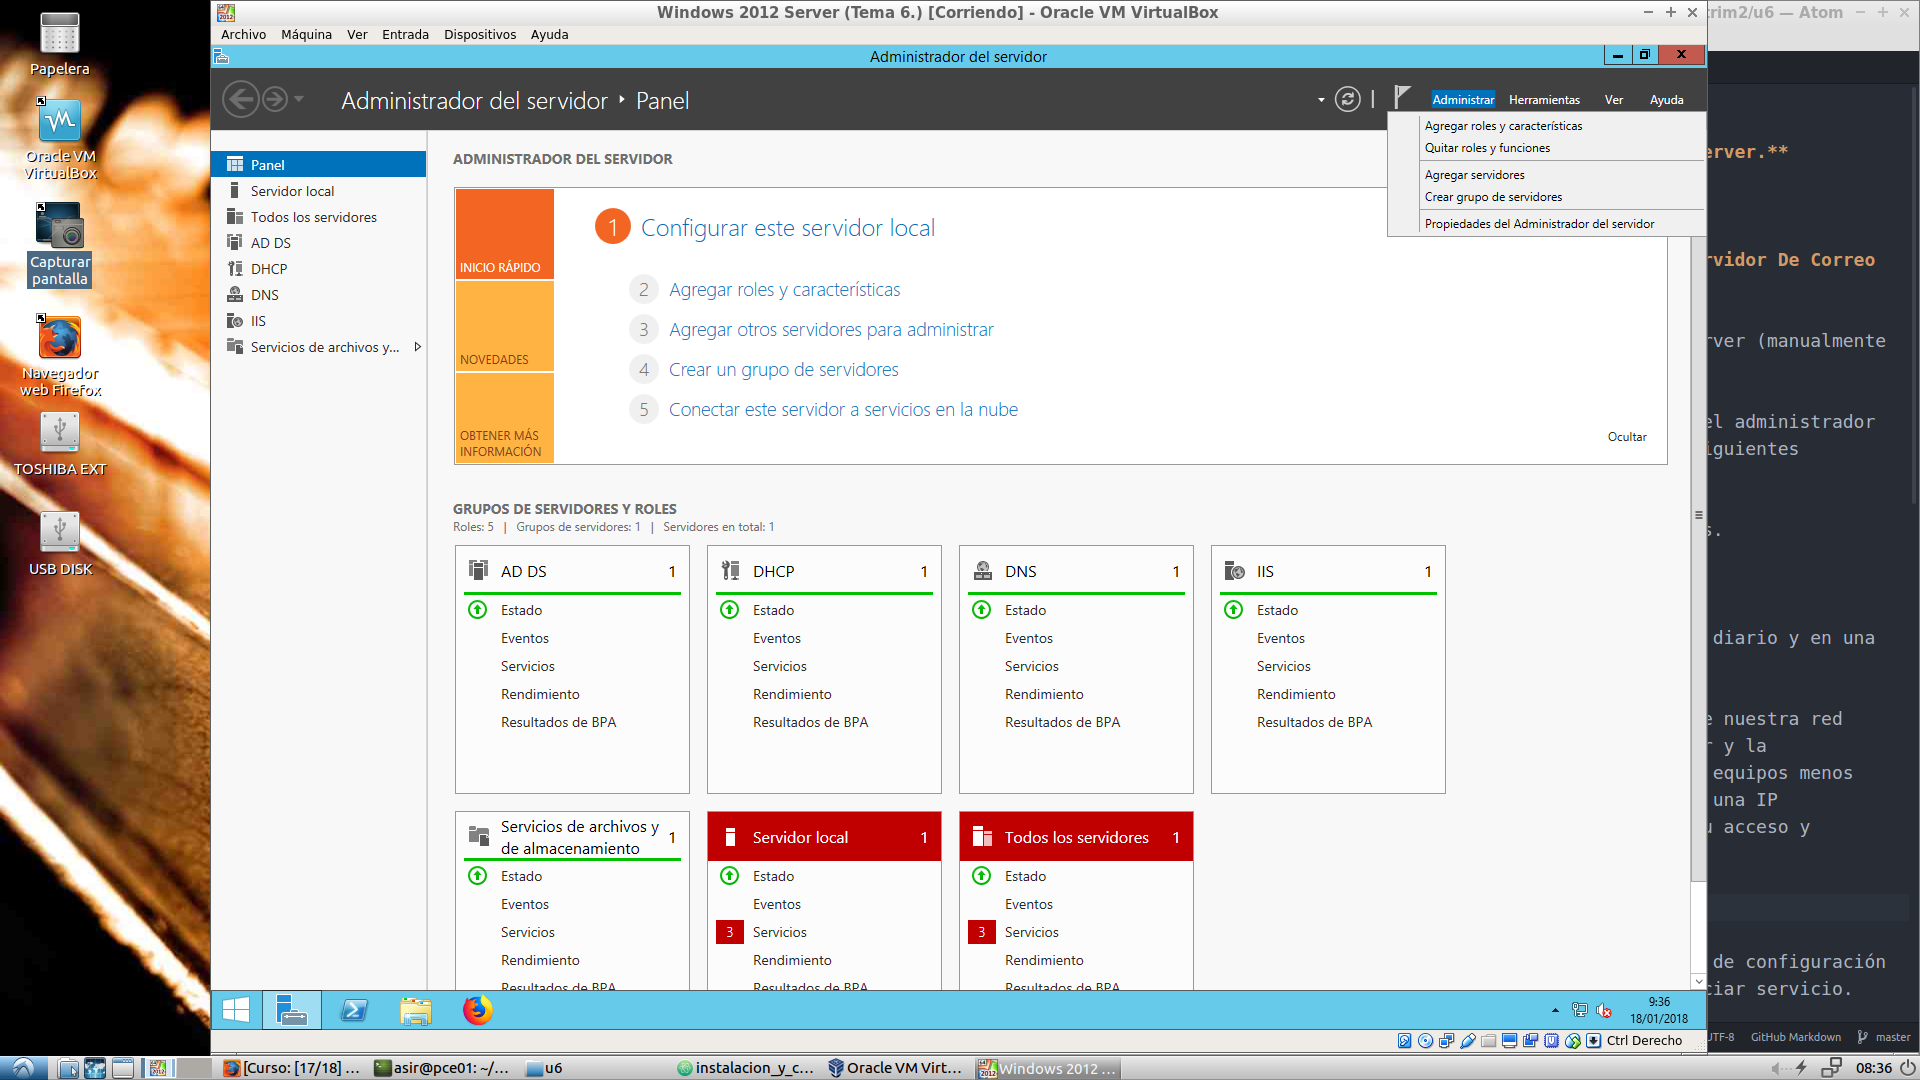 Windows 2012 Server (Tema 6.) [Corriendo] - Oracle VM VirtualBox
trim2/u6 — Atom
Archivo Máquina Ver Entrada Dispositivos Ayuda
Administrador del servidor
Administrador del servidor ‣ Panel
Administrar Herramientas Ver Ayuda
Agregar roles y características
Quitar roles y funciones
Agregar servidores
Crear grupo de servidores
Propiedades del Administrador del servidor
Papelera
Oracle VM
VirtualBox
Capturar
pantalla
Navegador
web Firefox
TOSHIBA EXT
USB DISK
Panel
Servidor local
Todos los servidores
AD DS
DHCP
DNS
IIS
Servicios de archivos y...
ADMINISTRADOR DEL SERVIDOR
INICIO RÁPIDO
NOVEDADES
OBTENER MÁS
INFORMACIÓN
1 Configurar este servidor local
2 Agregar roles y características
3 Agregar otros servidores para administrar
4 Crear un grupo de servidores
5 Conectar este servidor a servicios en la nube
Ocultar
GRUPOS DE SERVIDORES Y ROLES
Roles: 5 | Grupos de servidores: 1 | Servidores en total: 1
AD DS 1
Estado
Eventos
Servicios
Rendimiento
Resultados de BPA
DHCP 1
Estado
Eventos
Servicios
Rendimiento
Resultados de BPA
DNS 1
Estado
Eventos
Servicios
Rendimiento
Resultados de BPA
IIS 1
Estado
Eventos
Servicios
Rendimiento
Resultados de BPA
Servicios de archivos y
de almacenamiento 1
Estado
Eventos
Servicios
Rendimiento
Resultados de BPA
Servidor local 1
Estado
Eventos
3 Servicios
Rendimiento
Resultados de BPA
Todos los servidores 1
Estado
Eventos
3 Servicios
Rendimiento
Resultados de BPA
erver.**
rvidor De Correo
rver (manualmente
el administrador
iguientes
s.
diario y en una
e nuestra red
r y la
equipos menos
una IP
u acceso y
de configuración
ciar servicio.
UTF-8 GitHub Markdown master
9:36
18/01/2018
Ctrl Derecho
[Curso: [17/18] ...
asir@pce01: ~/...
u6
instalacion_y_c...
Oracle VM Virt...
Windows 2012 ...
08:36